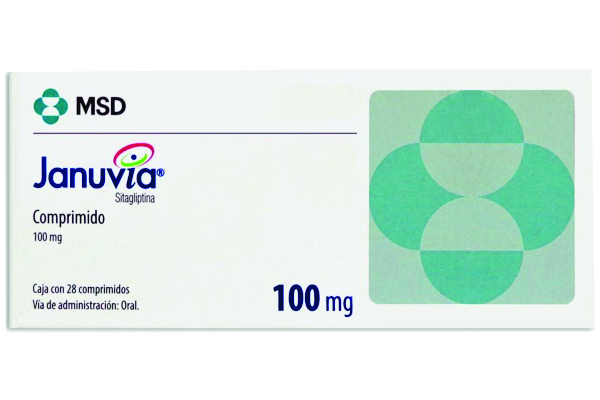 MSD
Januvia®
Sitagliptina
Comprimido
100 mg
Caja con 28 comprimidos
Vía de administración: Oral.
100 mg